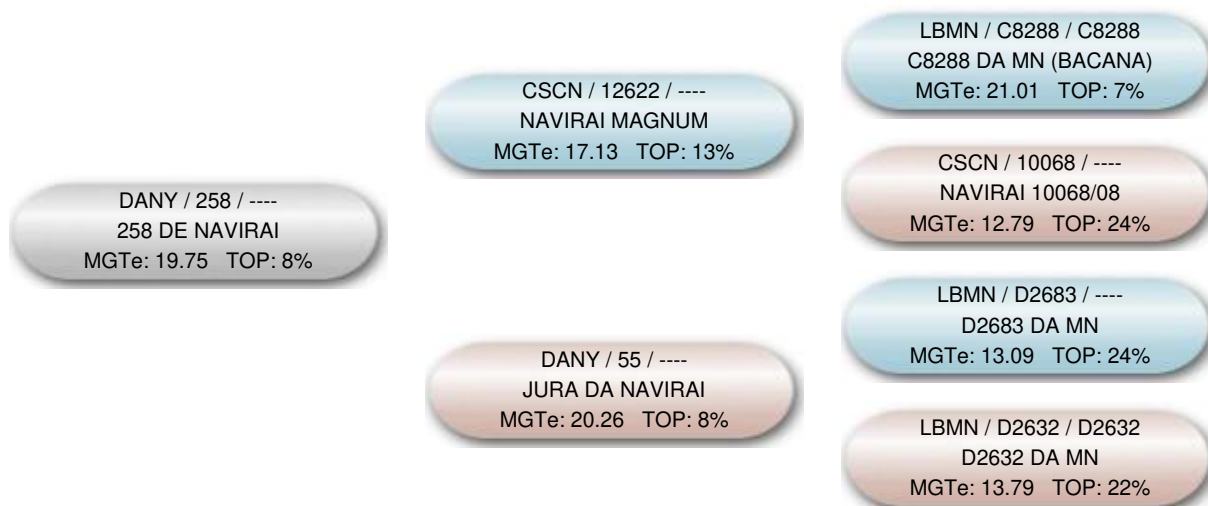 DANY / 258 / ----
258 DE NAVIRAI
MGTe: 19.75 TOP: 8%
CSCN / 12622 / ----
NAVIRAI MAGNUM
MGTe: 17.13 TOP: 13%
DANY / 55 / ----
JURA DA NAVIRAI
MGTe: 20.26 TOP: 8%
LBMN / C8288 / C8288
C8288 DA MN (BACANA)
MGTe: 21.01 TOP: 7%
CSCN / 10068 / ----
NAVIRAI 10068/08
MGTe: 12.79 TOP: 24%
LBMN / D2683 / ----
D2683 DA MN
MGTe: 13.09 TOP: 24%
LBMN / D2632 / D2632
D2632 DA MN
MGTe: 13.79 TOP: 22%